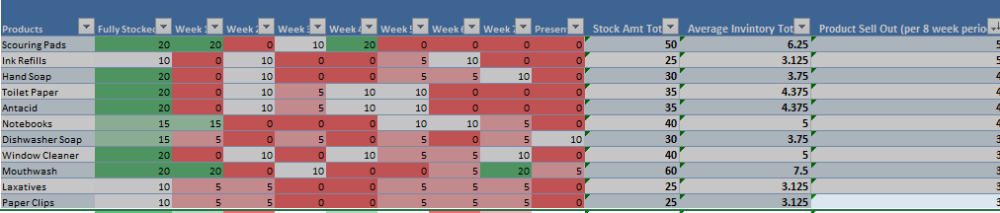 Products Fully Stocke Week Week Week Week Week Week Week Presen Stock Amt Tot Average Invintory Tot Product Sell Out (per 8 week perio
Scouring Pads 20 20 0 10 20 0 0 0 0 50 6.25 5
Ink Refills 10 0 10 0 0 5 10 0 0 25 3.125 5
Hand Soap 20 0 10 0 0 5 5 10 0 30 3.75 4
Toilet Paper 20 0 10 5 10 10 0 0 0 35 4.375 4
Antacid 20 0 10 5 10 10 0 0 0 35 4.375 4
Notebooks 15 15 0 0 0 10 10 5 0 40 5 4
Dishwasher Soap 15 5 0 5 0 5 0 5 10 30 3.75 3
Window Cleaner 20 0 10 0 10 5 5 10 0 40 5 3
Mouthwash 20 20 0 10 0 0 5 20 5 60 7.5 3
Laxatives 10 5 5 0 0 5 5 5 0 25 3.125 3
Paper Clips 10 5 5 0 0 5 5 5 0 25 3.125 3